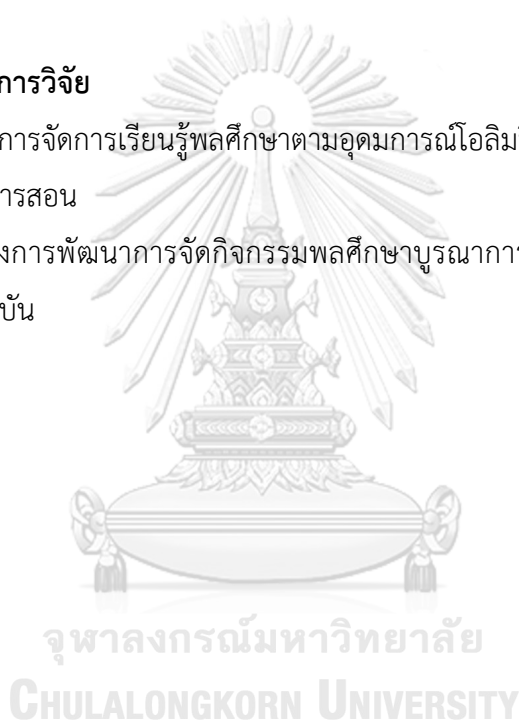 การวิจัย
การจัดการเรียนรู้พลศึกษาตามอุดมการณ์โอลิม
ารสอน
งการพัฒนาการจัดกิจกรรมพลศึกษาบูรณาการ
บัน
จุฬาลงกรณ์มหาวิทยาลัย
CHULALONGKORN UNIVERSITY